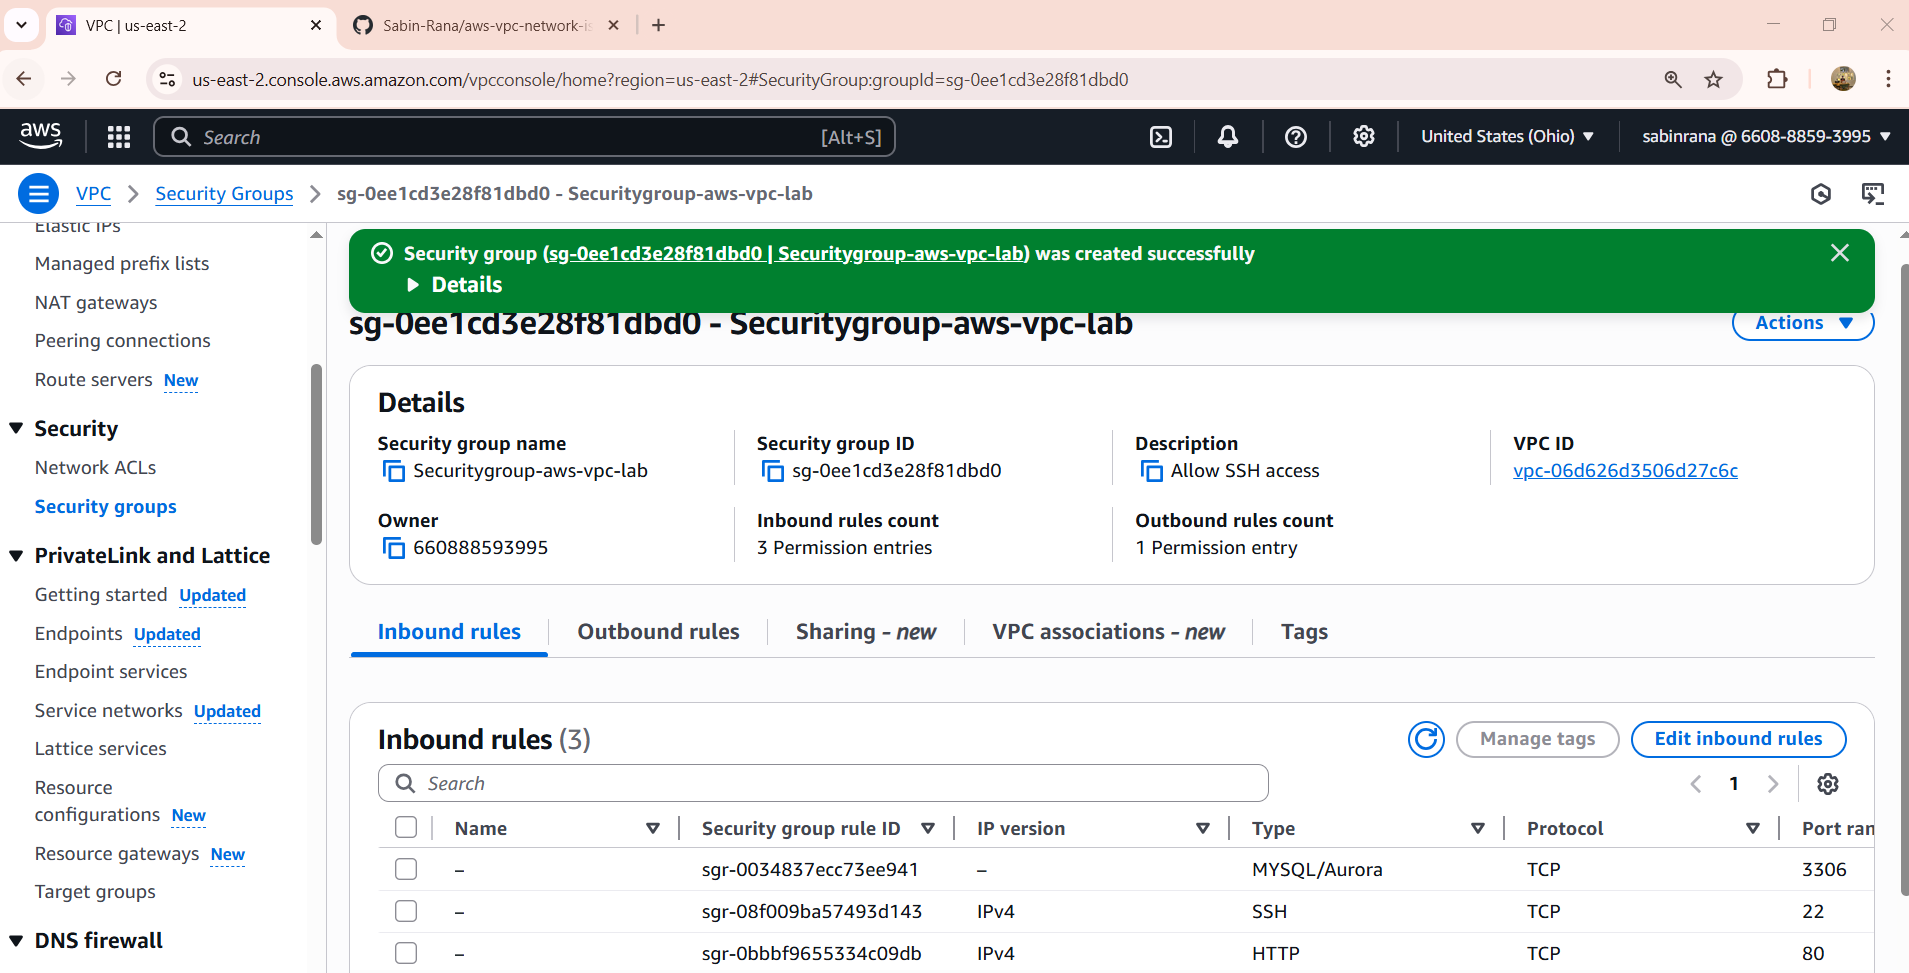 VPC | us-east-2
Sabin-Rana/aws-vpc-network-is
us-east-2.console.aws.amazon.com/vpcconsole/home?region=us-east-2#SecurityGroup:groupId=sg-0ee1cd3e28f81dbd0
aws
Search
[Alt+S]
United States (Ohio)
sabinrana @ 6608-8859-3995
VPC
Security Groups
sg-0ee1cd3e28f81dbd0 - Securitygroup-aws-vpc-lab
Elastic IPs
Managed prefix lists
NAT gateways
Peering connections
Route servers New
Security
Network ACLs
Security groups
PrivateLink and Lattice
Getting started Updated
Endpoints Updated
Endpoint services
Service networks Updated
Lattice services
Resource
configurations New
Resource gateways New
Target groups
DNS firewall
Security group (sg-0ee1cd3e28f81dbd0 | Securitygroup-aws-vpc-lab) was created successfully
Details
sg-0ee1cd3e28f81dbd0 - Securitygroup-aws-vpc-lab
Actions
Details
Security group name
Securitygroup-aws-vpc-lab
Security group ID
sg-0ee1cd3e28f81dbd0
Description
Allow SSH access
VPC ID
vpc-06d626d3506d27c6c
Owner
660888593995
Inbound rules count
3 Permission entries
Outbound rules count
1 Permission entry
Inbound rules
Outbound rules
Sharing - new
VPC associations - new
Tags
Inbound rules (3)
Manage tags
Edit inbound rules
Search
1
Name Security group rule ID IP version Type Protocol Port ran
– sgr-0034837ecc73ee941 – MYSQL/Aurora TCP 3306
– sgr-08f009ba57493d143 IPv4 SSH TCP 22
– sgr-0bbbf9655334c09db IPv4 HTTP TCP 80